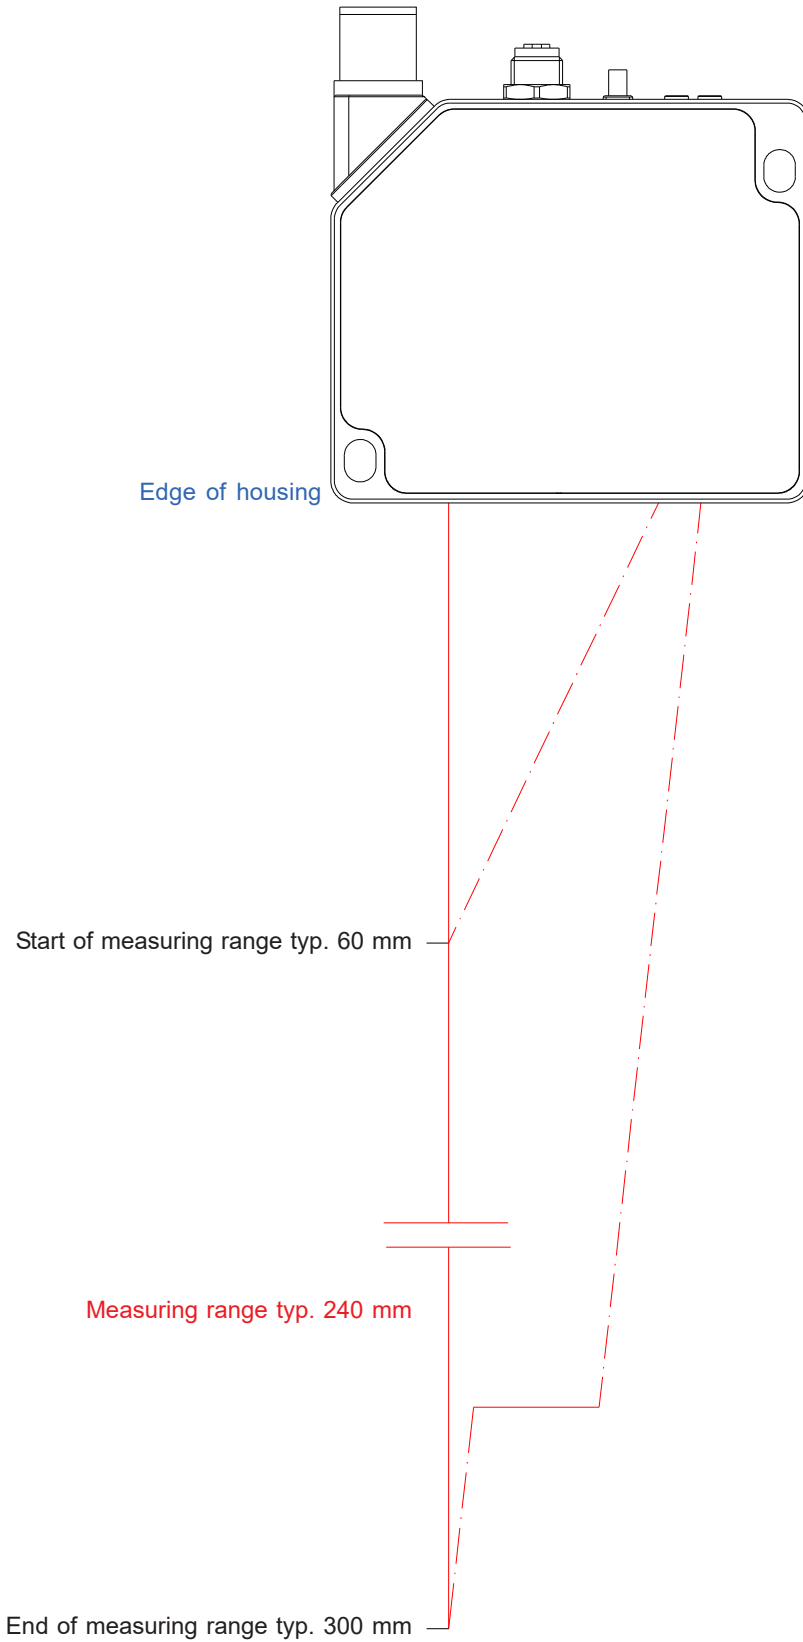 Edge of housing
Start of measuring range typ. 60 mm
Measuring range typ. 240 mm
End of measuring range typ. 300 mm